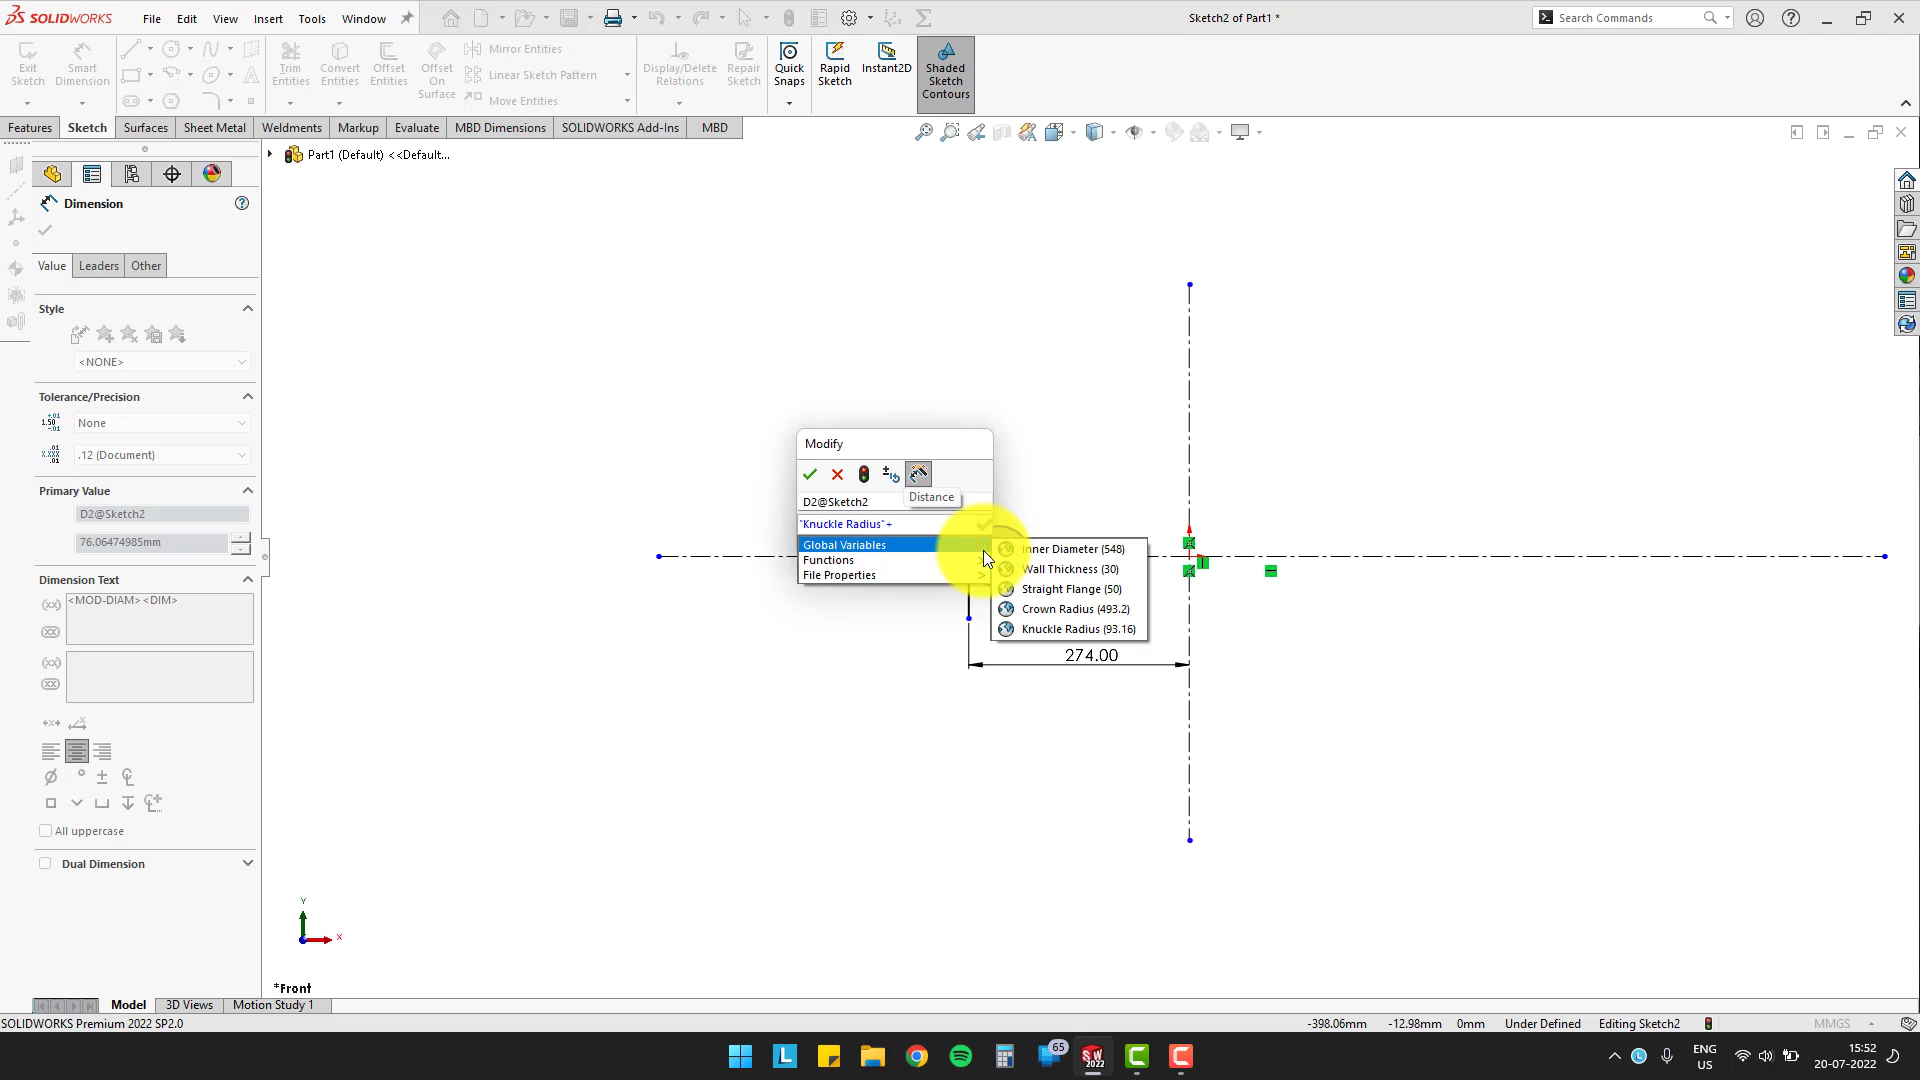 SOLIDWORKS File Edit View Insert Tools Window Sketch2 of Part1 * Search Commands
Exit Sketch
Smart Dimension
Trim Entities
Convert Entities
Offset Entities
Offset On Surface
Mirror Entities
Linear Sketch Pattern
Move Entities
Display/Delete Relations
Repair Sketch
Quick Snaps
Rapid Sketch
Instant2D
Shaded Sketch Contours
Features Sketch Surfaces Sheet Metal Weldments Markup Evaluate MBD Dimensions SOLIDWORKS Add-Ins MBD
Part1 (Default) <<Default...
Dimension
Value Leaders Other
Style
<NONE>
Tolerance/Precision
None
.12 (Document)
Primary Value
D2@Sketch2
76.06474985mm
Dimension Text
<MOD-DIAM><DIM>
All uppercase
Dual Dimension
Modify
D2@Sketch2
Distance
"Knuckle Radius"+
Global Variables
Functions
File Properties
Inner Diameter (548)
Wall Thickness (30)
Straight Flange (50)
Crown Radius (493.2)
Knuckle Radius (93.16)
274.00
Y
X
*Front
Model 3D Views Motion Study 1
SOLIDWORKS Premium 2022 SP2.0 -398.06mm -12.98mm 0mm Under Defined Editing Sketch2 MMGS
65
ENG
US
15:52
20-07-2022